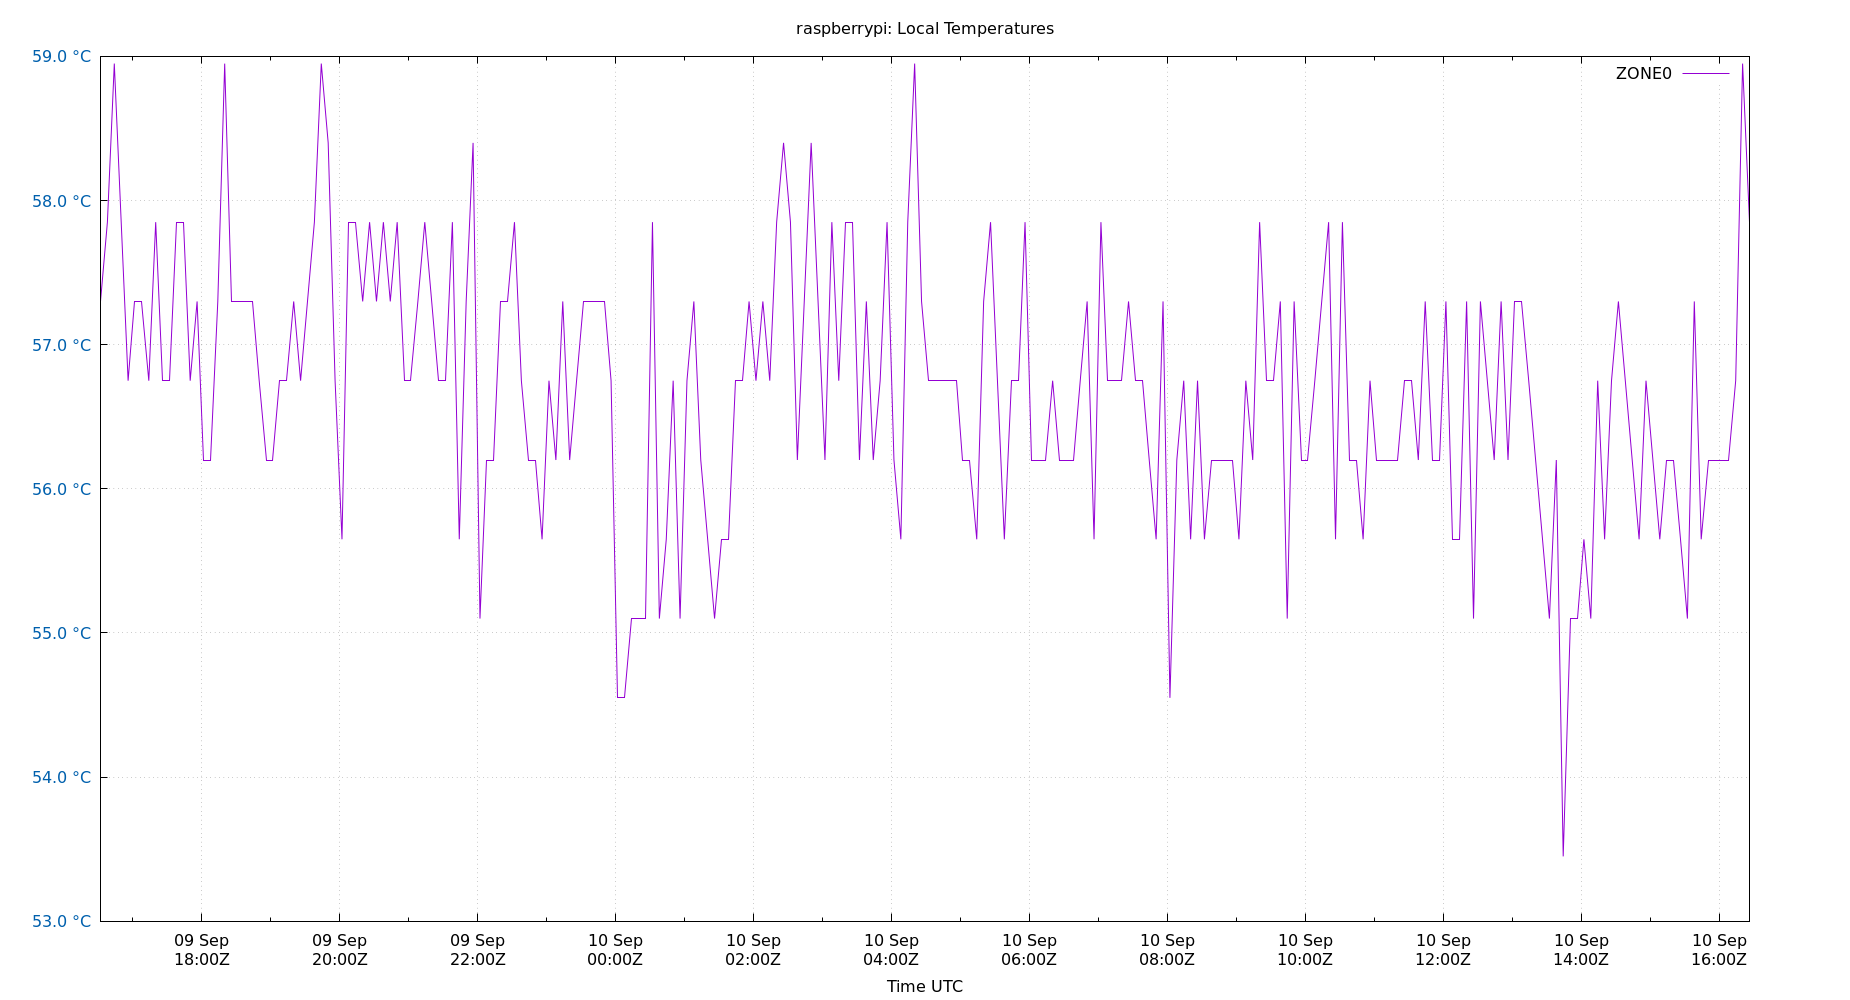 raspberrypi: Local Temperatures
59.0 °C
ZONE0
58.0 °C
57.0 °C
56.0 °C
55.0 °C
54.0 °C
53.0 °C
09 Sep 09 Sep 09 Sep 10 Sep 10 Sep 10 Sep 10 Sep 10 Sep 10 Sep 10 Sep 10 Sep 10 Sep
18:00Z 20:00Z 22:00Z 00:00Z 02:00Z 04:00Z 06:00Z 08:00Z 10:00Z 12:00Z 14:00Z 16:00Z
Time UTC